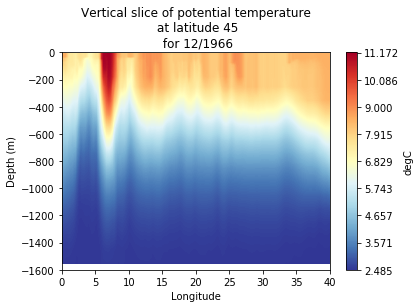 Vertical slice of potential temperature
at latitude 45
for 12/1966
0
−200
−400
−600
−800
−1000
−1200
−1400
−1600
Depth (m)
0 5 10 15 20 25 30 35 40
Longitude
11.172
10.086
9.000
7.915
6.829
5.743
4.657
3.571
2.485
degC